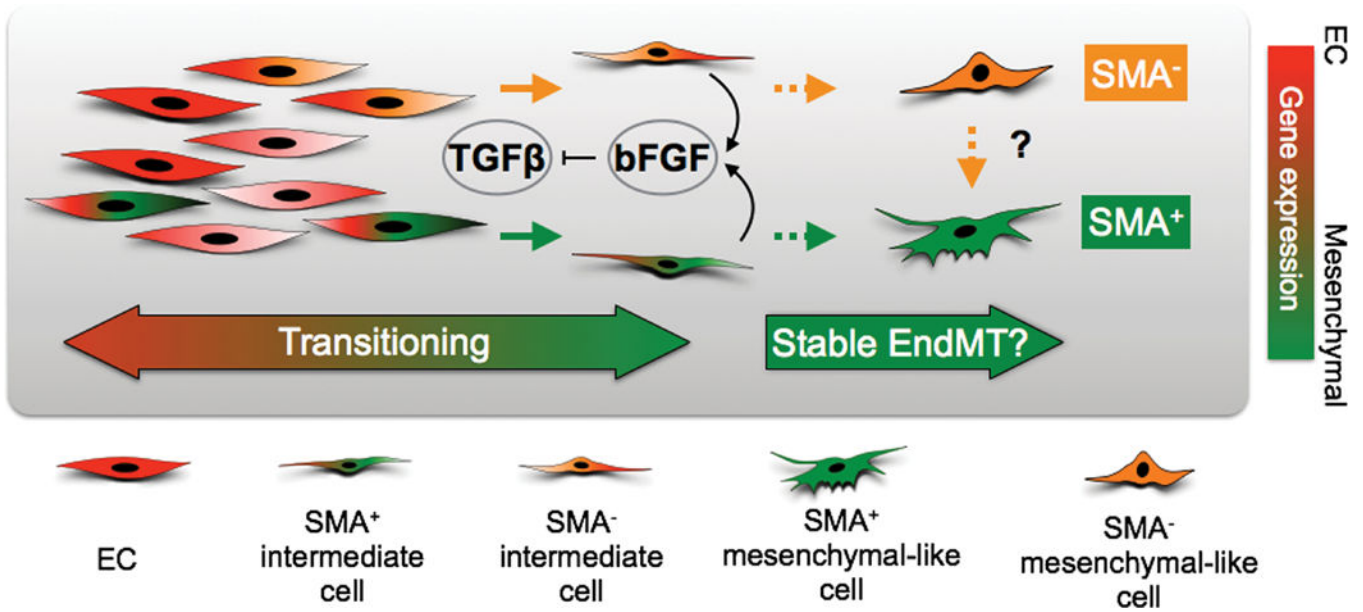 SMA⁻
TGFβ
bFGF
?
SMA⁺
Transitioning
Stable EndMT?
EC
Gene expression
Mesenchymal
EC
SMA⁺
intermediate
cell
SMA⁻
intermediate
cell
SMA⁺
mesenchymal-like
cell
SMA⁻
mesenchymal-like
cell